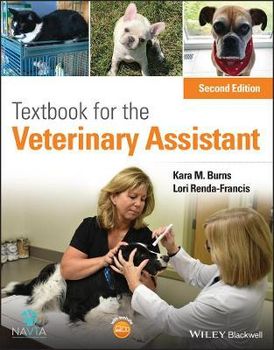 Second Edition
Textbook for the
Veterinary Assistant
Kara M. Burns
Lori Renda-Francis
NAVTA
WILEY Blackwell